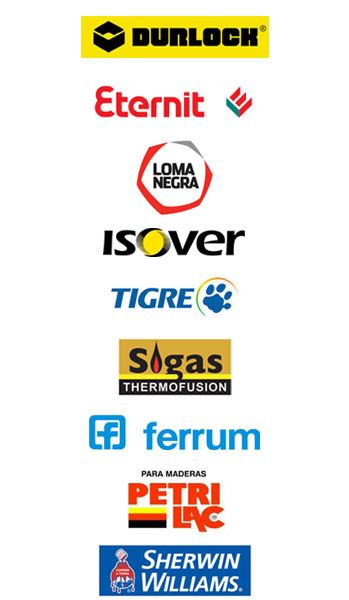 DURLOCK®
Eternit
LOMA
NEGRA
ISOVER
TIGRE
Sigas
THERMOFUSION
ferrum
PARA MADERAS
PETRI
LAC®
SHERWIN
WILLIAMS®